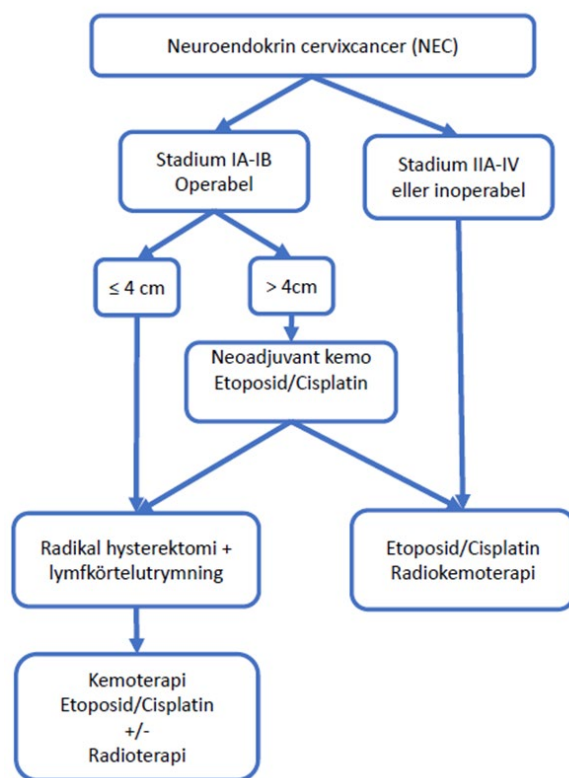 Neuroendokrin cervixcancer (NEC)
Stadium IA-IB
Operabel
Stadium IIA-IV
eller inoperabel
≤ 4 cm
> 4cm
Neoadjuvant kemo
Etoposid/Cisplatin
Radikal hysterektomi +
lymfkörtelutrymning
Etoposid/Cisplatin
Radiokemoterapi
Kemoterapi
Etoposid/Cisplatin
+/-
Radioterapi